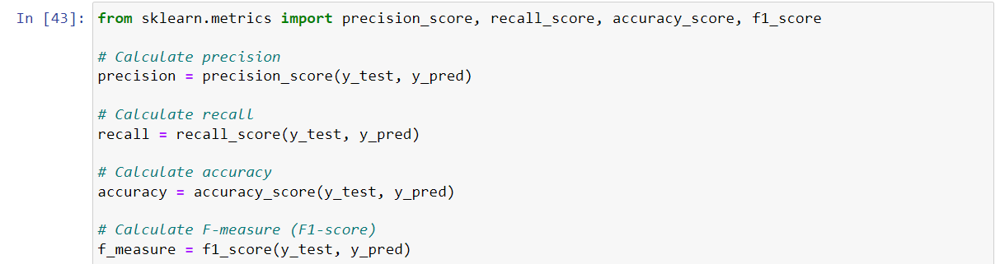 In [43]: from sklearn.metrics import precision_score, recall_score, accuracy_score, f1_score
# Calculate precision
precision = precision_score(y_test, y_pred)
# Calculate recall
recall = recall_score(y_test, y_pred)
# Calculate accuracy
accuracy = accuracy_score(y_test, y_pred)
# Calculate F-measure (F1-score)
f_measure = f1_score(y_test, y_pred)